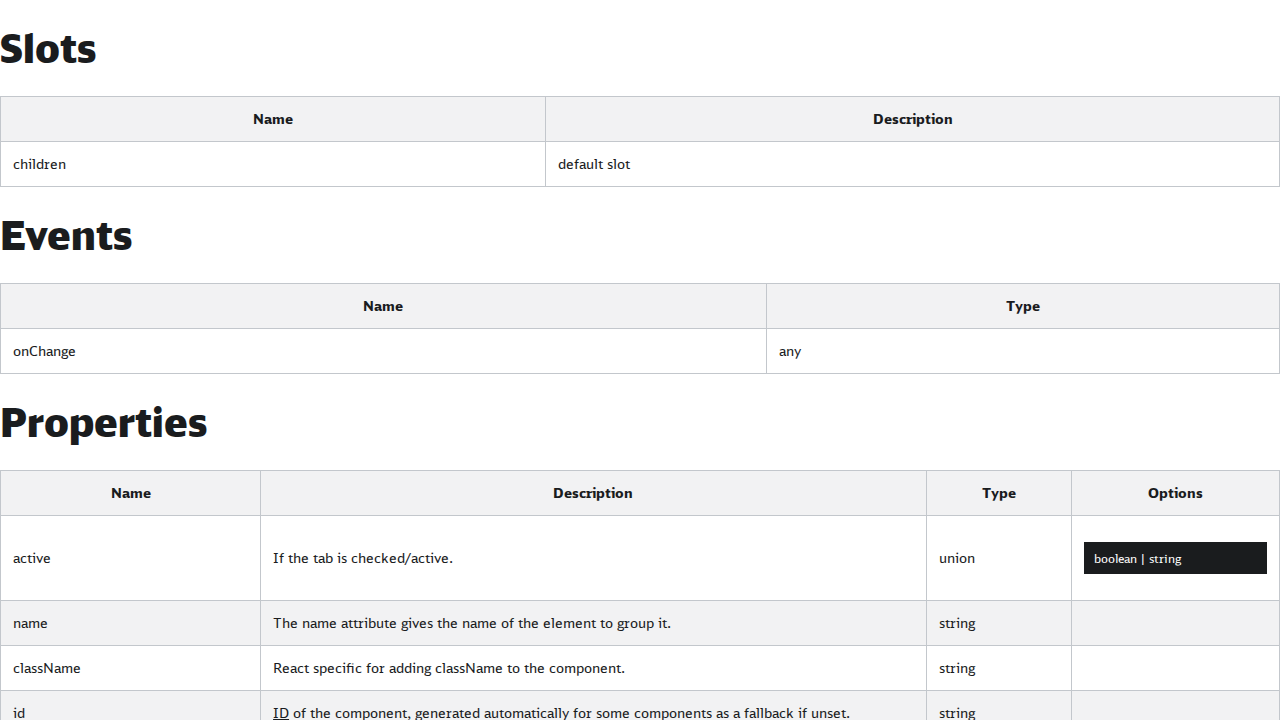 Slots
Name Description
children default slot
Events
Name Type
onChange any
Properties
Name Description Type Options
active If the tab is checked/active. union boolean | string
name The name attribute gives the name of the element to group it. string
className React specific for adding className to the component. string
id ID of the component, generated automatically for some components as a fallback if unset. string